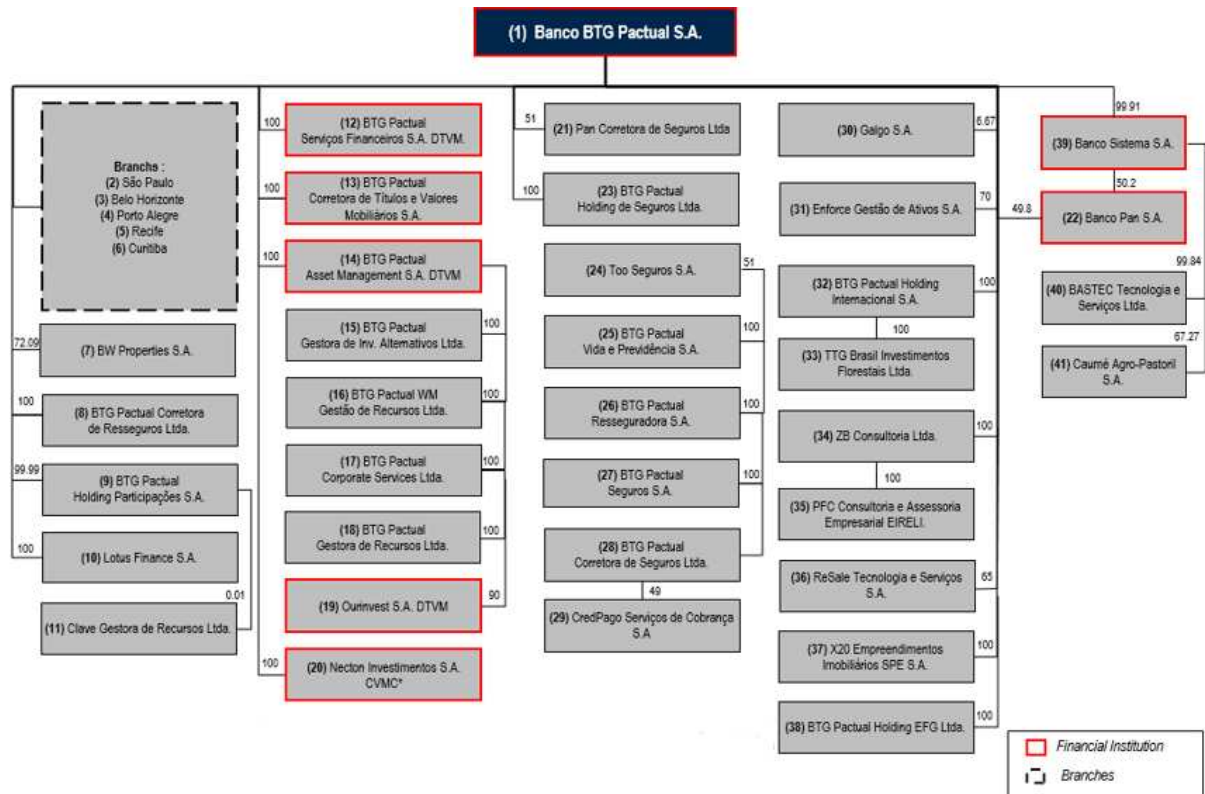 (1) Banco BTG Pactual S.A.
Branchs :
(2) São Paulo
(3) Belo Horizonte
(4) Porto Alegre
(5) Recife
(6) Curitiba
72.09
(7) BW Properties S.A.
100
(8) BTG Pactual Corretora
de Resseguros Ltda.
99.99
(9) BTG Pactual
Holding Participações S.A.
100
(10) Lotus Finance S.A.
0.01
(11) Clave Gestora de Recursos Ltda.
100
(12) BTG Pactual
Serviços Financeiros S.A. DTVM.
100
(13) BTG Pactual
Corretora de Títulos e Valores
Mobiliários S.A.
100
(14) BTG Pactual
Asset Management S.A. DTVM
(15) BTG Pactual
Gestora de Inv. Alternativos Ltda.
100
(16) BTG Pactual WM
Gestão de Recursos Ltda.
100
(17) BTG Pactual
Corporate Services Ltda.
100
(18) BTG Pactual
Gestora de Recursos Ltda.
100
(19) Ourinvest S.A. DTVM
90
100
(20) Necton Investimentos S.A.
CVMC*
51
(21) Pan Corretora de Seguros Ltda
100
(23) BTG Pactual
Holding de Seguros Ltda.
(24) Too Seguros S.A.
51
(25) BTG Pactual
Vida e Previdência S.A.
100
(26) BTG Pactual
Resseguradora S.A.
100
(27) BTG Pactual
Seguros S.A.
100
(28) BTG Pactual
Corretora de Seguros Ltda.
100
49
(29) CredPago Serviços de Cobrança
S.A
(30) Galgo S.A.
6.67
(31) Enforce Gestão de Ativos S.A.
70
(32) BTG Pactual Holding
Internacional S.A.
100
100
(33) TTG Brasil Investimentos
Florestais Ltda.
(34) ZB Consultoria Ltda.
100
100
(35) PFC Consultoria e Assessoria
Empresarial EIRELI.
(36) ReSale Tecnologia e Serviços
S.A.
65
(37) X20 Empreendimentos
Imobiliários SPE S.A.
100
(38) BTG Pactual Holding EFG Ltda.
100
99.91
(39) Banco Sistema S.A.
50.2
49.8
(22) Banco Pan S.A.
99.84
(40) BASTEC Tecnologia e
Serviços Ltda.
67.27
(41) Caumé Agro-Pastoril
S.A.
Financial Institution
Branches